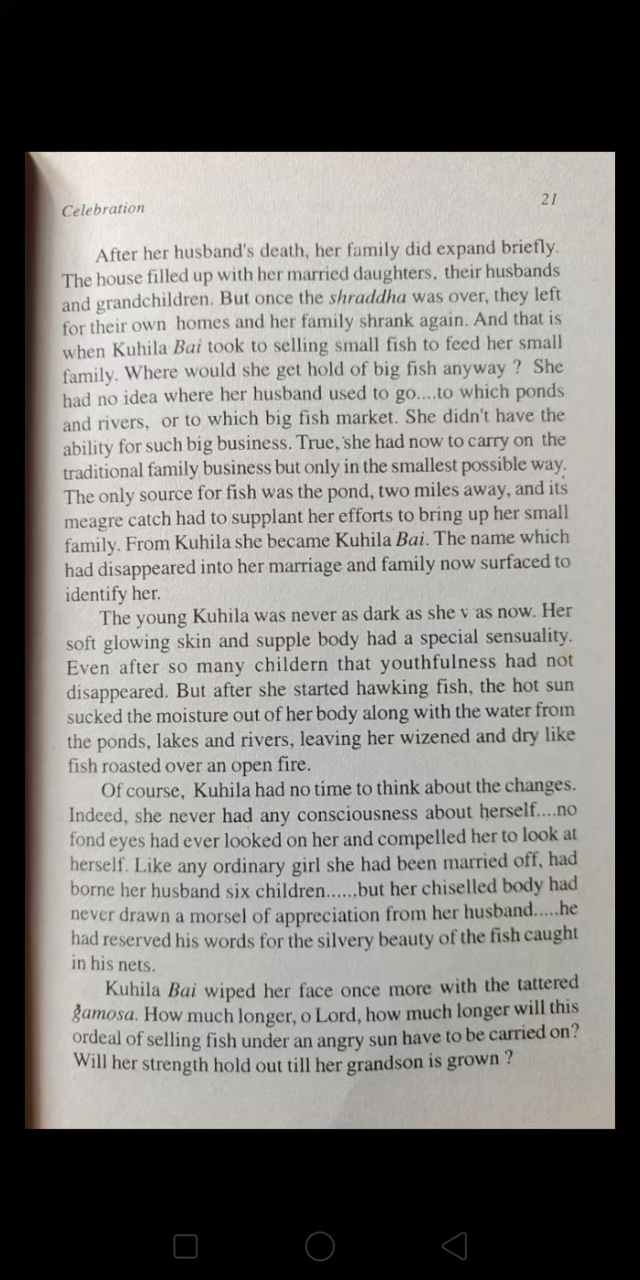 Celebration 21
After her husband's death, her family did expand briefly.
The house filled up with her married daughters, their husbands
and grandchildren. But once the shraddha was over, they left
for their own homes and her family shrank again. And that is
when Kuhila Bai took to selling small fish to feed her small
family. Where would she get hold of big fish anyway ? She
had no idea where her husband used to go....to which ponds
and rivers, or to which big fish market. She didn't have the
ability for such big business. True, she had now to carry on the
traditional family business but only in the smallest possible way.
The only source for fish was the pond, two miles away, and its
meagre catch had to supplant her efforts to bring up her small
family. From Kuhila she became Kuhila Bai. The name which
had disappeared into her marriage and family now surfaced to
identify her.
The young Kuhila was never as dark as she v as now. Her
soft glowing skin and supple body had a special sensuality.
Even after so many childern that youthfulness had not
disappeared. But after she started hawking fish, the hot sun
sucked the moisture out of her body along with the water from
the ponds, lakes and rivers, leaving her wizened and dry like
fish roasted over an open fire.
Of course, Kuhila had no time to think about the changes.
Indeed, she never had any consciousness about herself....no
fond eyes had ever looked on her and compelled her to look at
herself. Like any ordinary girl she had been married off, had
borne her husband six children......but her chiselled body had
never drawn a morsel of appreciation from her husband.....he
had reserved his words for the silvery beauty of the fish caught
in his nets.
Kuhila Bai wiped her face once more with the tattered
gamosa. How much longer, o Lord, how much longer will this
ordeal of selling fish under an angry sun have to be carried on?
Will her strength hold out till her grandson is grown ?